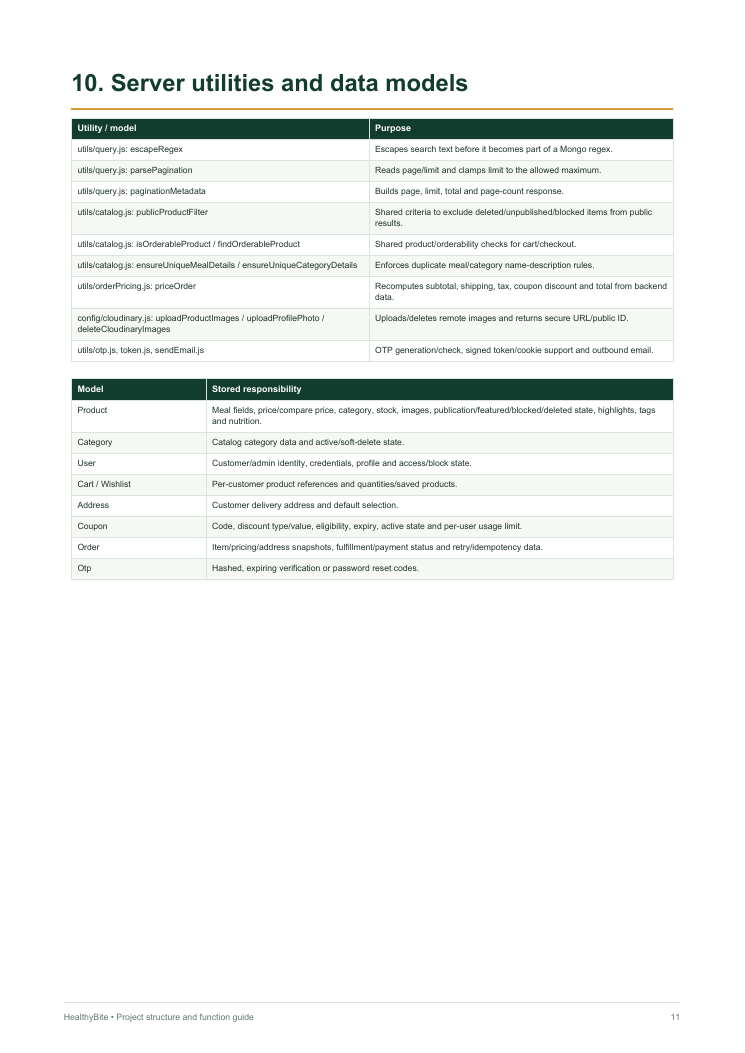 10. Server utilities and data models
Utility / model Purpose
utils/query.js: escapeRegex Escapes search text before it becomes part of a Mongo regex.
utils/query.js: parsePagination Reads page/limit and clamps limit to the allowed maximum.
utils/query.js: paginationMetadata Builds page, limit, total and page-count response.
utils/catalog.js: publicProductFilter Shared criteria to exclude deleted/unpublished/blocked items from public
results.
utils/catalog.js: isOrderableProduct / findOrderableProduct Shared product/orderability checks for cart/checkout.
utils/catalog.js: ensureUniqueMealDetails / ensureUniqueCategoryDetails Enforces duplicate meal/category name-description rules.
utils/orderPricing.js: priceOrder Recomputes subtotal, shipping, tax, coupon discount and total from backend
data.
config/cloudinary.js: uploadProductImages / uploadProfilePhoto / Uploads/deletes remote images and returns secure URL/public ID.
deleteCloudinaryImages
utils/otp.js, token.js, sendEmail.js OTP generation/check, signed token/cookie support and outbound email.
Model Stored responsibility
Product Meal fields, price/compare price, category, stock, images, publication/featured/blocked/deleted state, highlights, tags
and nutrition.
Category Catalog category data and active/soft-delete state.
User Customer/admin identity, credentials, profile and access/block state.
Cart / Wishlist Per-customer product references and quantities/saved products.
Address Customer delivery address and default selection.
Coupon Code, discount type/value, eligibility, expiry, active state and per-user usage limit.
Order Item/pricing/address snapshots, fulfillment/payment status and retry/idempotency data.
Otp Hashed, expiring verification or password reset codes.
HealthyBite • Project structure and function guide 11